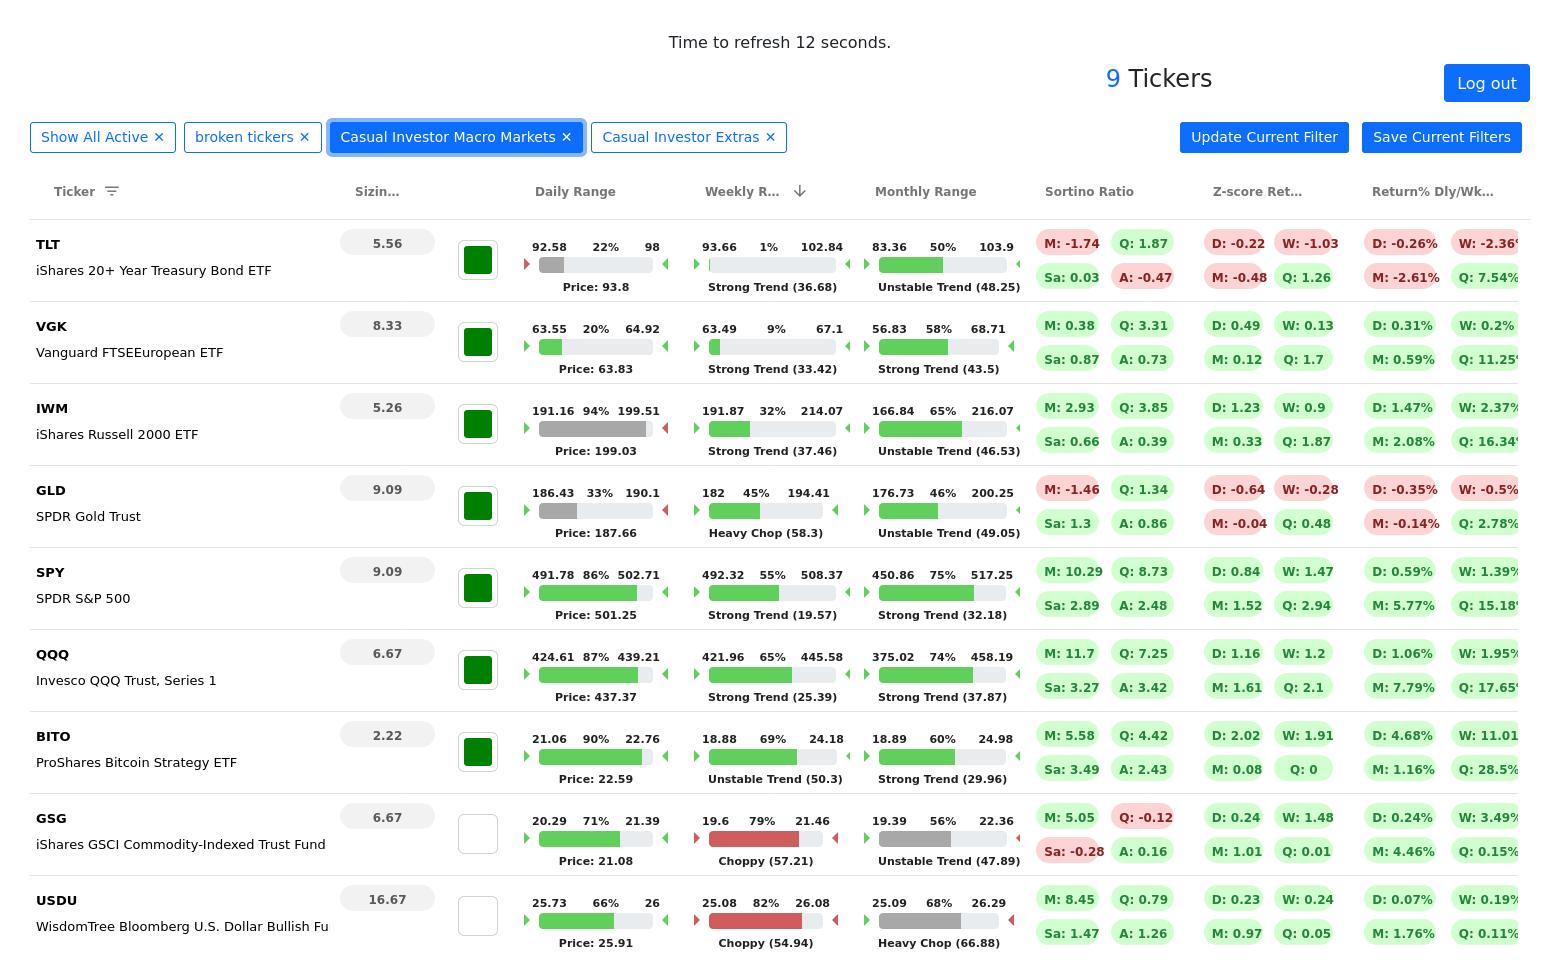 Time to refresh 12 seconds.
9 Tickers
Log out
Show All Active ✕ broken tickers ✕ Casual Investor Macro Markets ✕ Casual Investor Extras ✕ Update Current Filter Save Current Filters
Ticker Sizin… Daily Range Weekly R… Monthly Range Sortino Ratio Z-score Ret… Return% Dly/Wk…
TLT 5.56 92.58 22% 98 93.66 1% 102.84 83.36 50% 103.9 M: -1.74 Q: 1.87 D: -0.22 W: -1.03 D: -0.26% W: -2.36%
iShares 20+ Year Treasury Bond ETF Sa: 0.03 A: -0.47 M: -0.48 Q: 1.26 M: -2.61% Q: 7.54%
Price: 93.8 Strong Trend (36.68) Unstable Trend (48.25)
VGK 8.33 63.55 20% 64.92 63.49 9% 67.1 56.83 58% 68.71 M: 0.38 Q: 3.31 D: 0.49 W: 0.13 D: 0.31% W: 0.2%
Vanguard FTSEEuropean ETF Sa: 0.87 A: 0.73 M: 0.12 Q: 1.7 M: 0.59% Q: 11.25%
Price: 63.83 Strong Trend (33.42) Strong Trend (43.5)
IWM 5.26 191.16 94% 199.51 191.87 32% 214.07 166.84 65% 216.07 M: 2.93 Q: 3.85 D: 1.23 W: 0.9 D: 1.47% W: 2.37%
iShares Russell 2000 ETF Sa: 0.66 A: 0.39 M: 0.33 Q: 1.87 M: 2.08% Q: 16.34%
Price: 199.03 Strong Trend (37.46) Unstable Trend (46.53)
GLD 9.09 186.43 33% 190.1 182 45% 194.41 176.73 46% 200.25 M: -1.46 Q: 1.34 D: -0.64 W: -0.28 D: -0.35% W: -0.5%
SPDR Gold Trust Sa: 1.3 A: 0.86 M: -0.04 Q: 0.48 M: -0.14% Q: 2.78%
Price: 187.66 Heavy Chop (58.3) Unstable Trend (49.05)
SPY 9.09 491.78 86% 502.71 492.32 55% 508.37 450.86 75% 517.25 M: 10.29 Q: 8.73 D: 0.84 W: 1.47 D: 0.59% W: 1.39%
SPDR S&P 500 Sa: 2.89 A: 2.48 M: 1.52 Q: 2.94 M: 5.77% Q: 15.18%
Price: 501.25 Strong Trend (19.57) Strong Trend (32.18)
QQQ 6.67 424.61 87% 439.21 421.96 65% 445.58 375.02 74% 458.19 M: 11.7 Q: 7.25 D: 1.16 W: 1.2 D: 1.06% W: 1.95%
Invesco QQQ Trust, Series 1 Sa: 3.27 A: 3.42 M: 1.61 Q: 2.1 M: 7.79% Q: 17.65%
Price: 437.37 Strong Trend (25.39) Strong Trend (37.87)
BITO 2.22 21.06 90% 22.76 18.88 69% 24.18 18.89 60% 24.98 M: 5.58 Q: 4.42 D: 2.02 W: 1.91 D: 4.68% W: 11.01
ProShares Bitcoin Strategy ETF Sa: 3.49 A: 2.43 M: 0.08 Q: 0 M: 1.16% Q: 28.5%
Price: 22.59 Unstable Trend (50.3) Strong Trend (29.96)
GSG 6.67 20.29 71% 21.39 19.6 79% 21.46 19.39 56% 22.36 M: 5.05 Q: -0.12 D: 0.24 W: 1.48 D: 0.24% W: 3.49%
iShares GSCI Commodity-Indexed Trust Fund Sa: -0.28 A: 0.16 M: 1.01 Q: 0.01 M: 4.46% Q: 0.15%
Price: 21.08 Choppy (57.21) Unstable Trend (47.89)
USDU 16.67 25.73 66% 26 25.08 82% 26.08 25.09 68% 26.29 M: 8.45 Q: 0.79 D: 0.23 W: 0.24 D: 0.07% W: 0.19%
WisdomTree Bloomberg U.S. Dollar Bullish Fu Sa: 1.47 A: 1.26 M: 0.97 Q: 0.05 M: 1.76% Q: 0.11%
Price: 25.91 Choppy (54.94) Heavy Chop (66.88)